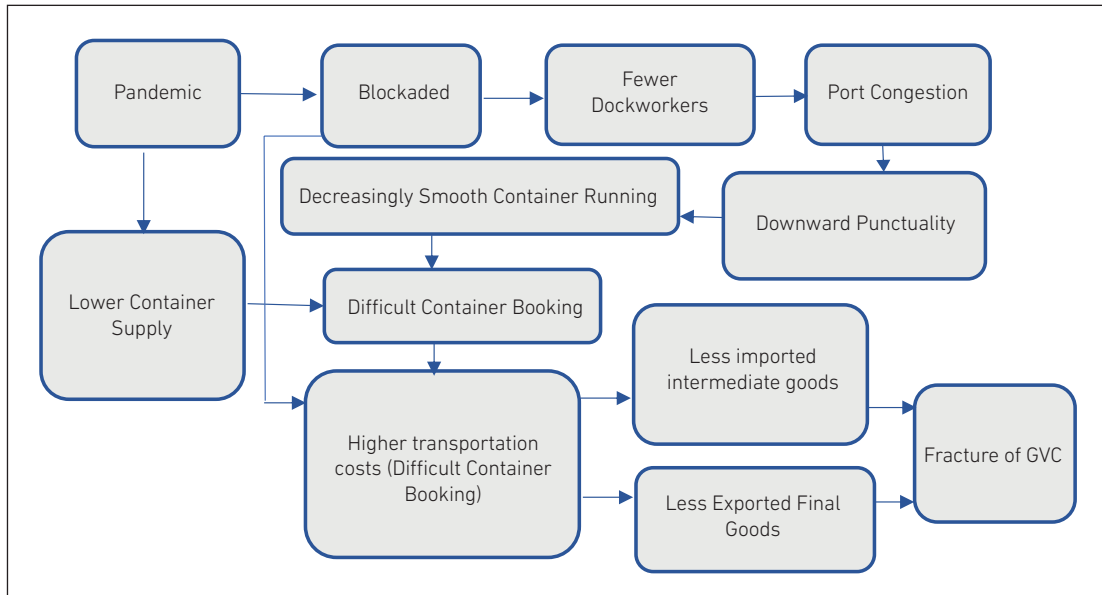 Pandemic
Blockaded
Fewer
Dockworkers
Port Congestion
Decreasingly Smooth Container Running
Downward Punctuality
Lower Container
Supply
Difficult Container Booking
Less imported
intermediate goods
Higher transportation
costs (Difficult Container
Booking)
Fracture of GVC
Less Exported Final
Goods